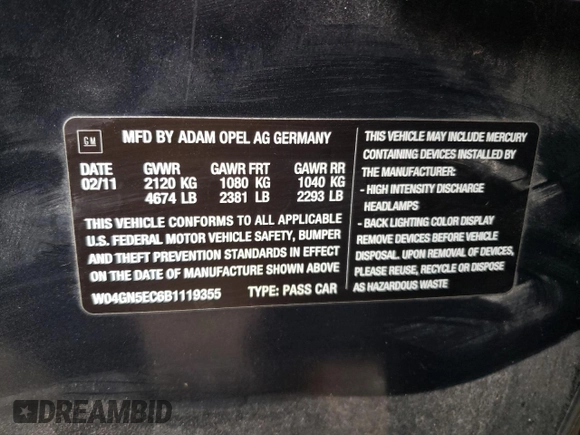 GM
MFD BY ADAM OPEL AG GERMANY
DATE GVWR GAWR FRT GAWR RR
02/11 2120 KG 1080 KG 1040 KG
4674 LB 2381 LB 2293 LB
THIS VEHICLE CONFORMS TO ALL APPLICABLE
U.S. FEDERAL MOTOR VEHICLE SAFETY, BUMPER
AND THEFT PREVENTION STANDARDS IN EFFECT
ON THE DATE OF MANUFACTURE SHOWN ABOVE
W04GN5EC6B1119355 TYPE: PASS CAR
THIS VEHICLE MAY INCLUDE MERCURY
CONTAINING DEVICES INSTALLED BY
THE MANUFACTURER:
- HIGH INTENSITY DISCHARGE
HEADLAMPS
- BACK LIGHTING COLOR DISPLAY
REMOVE DEVICES BEFORE VEHICLE
DISPOSAL. UPON REMOVAL OF DEVICES,
PLEASE REUSE, RECYCLE OR DISPOSE
AS HAZARDOUS WASTE
DREAMBID